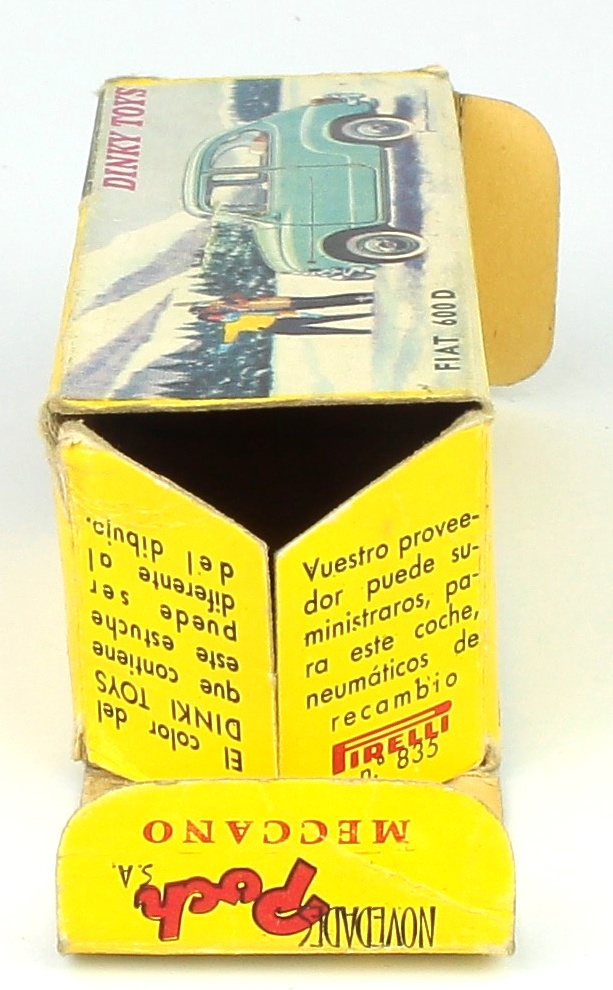 DINKY TOYS
FIAT 600 D
El color del
DINKI TOYS
que contiene
este estuche
puede ser
diferente al
del dibujo.
Vuestro provee-
dor puede su-
ministraros, pa-
ra este coche,
neumáticos de
recambio
PIRELLI
n.º 835
MECCANO
NOVEDADES Poch S.A.